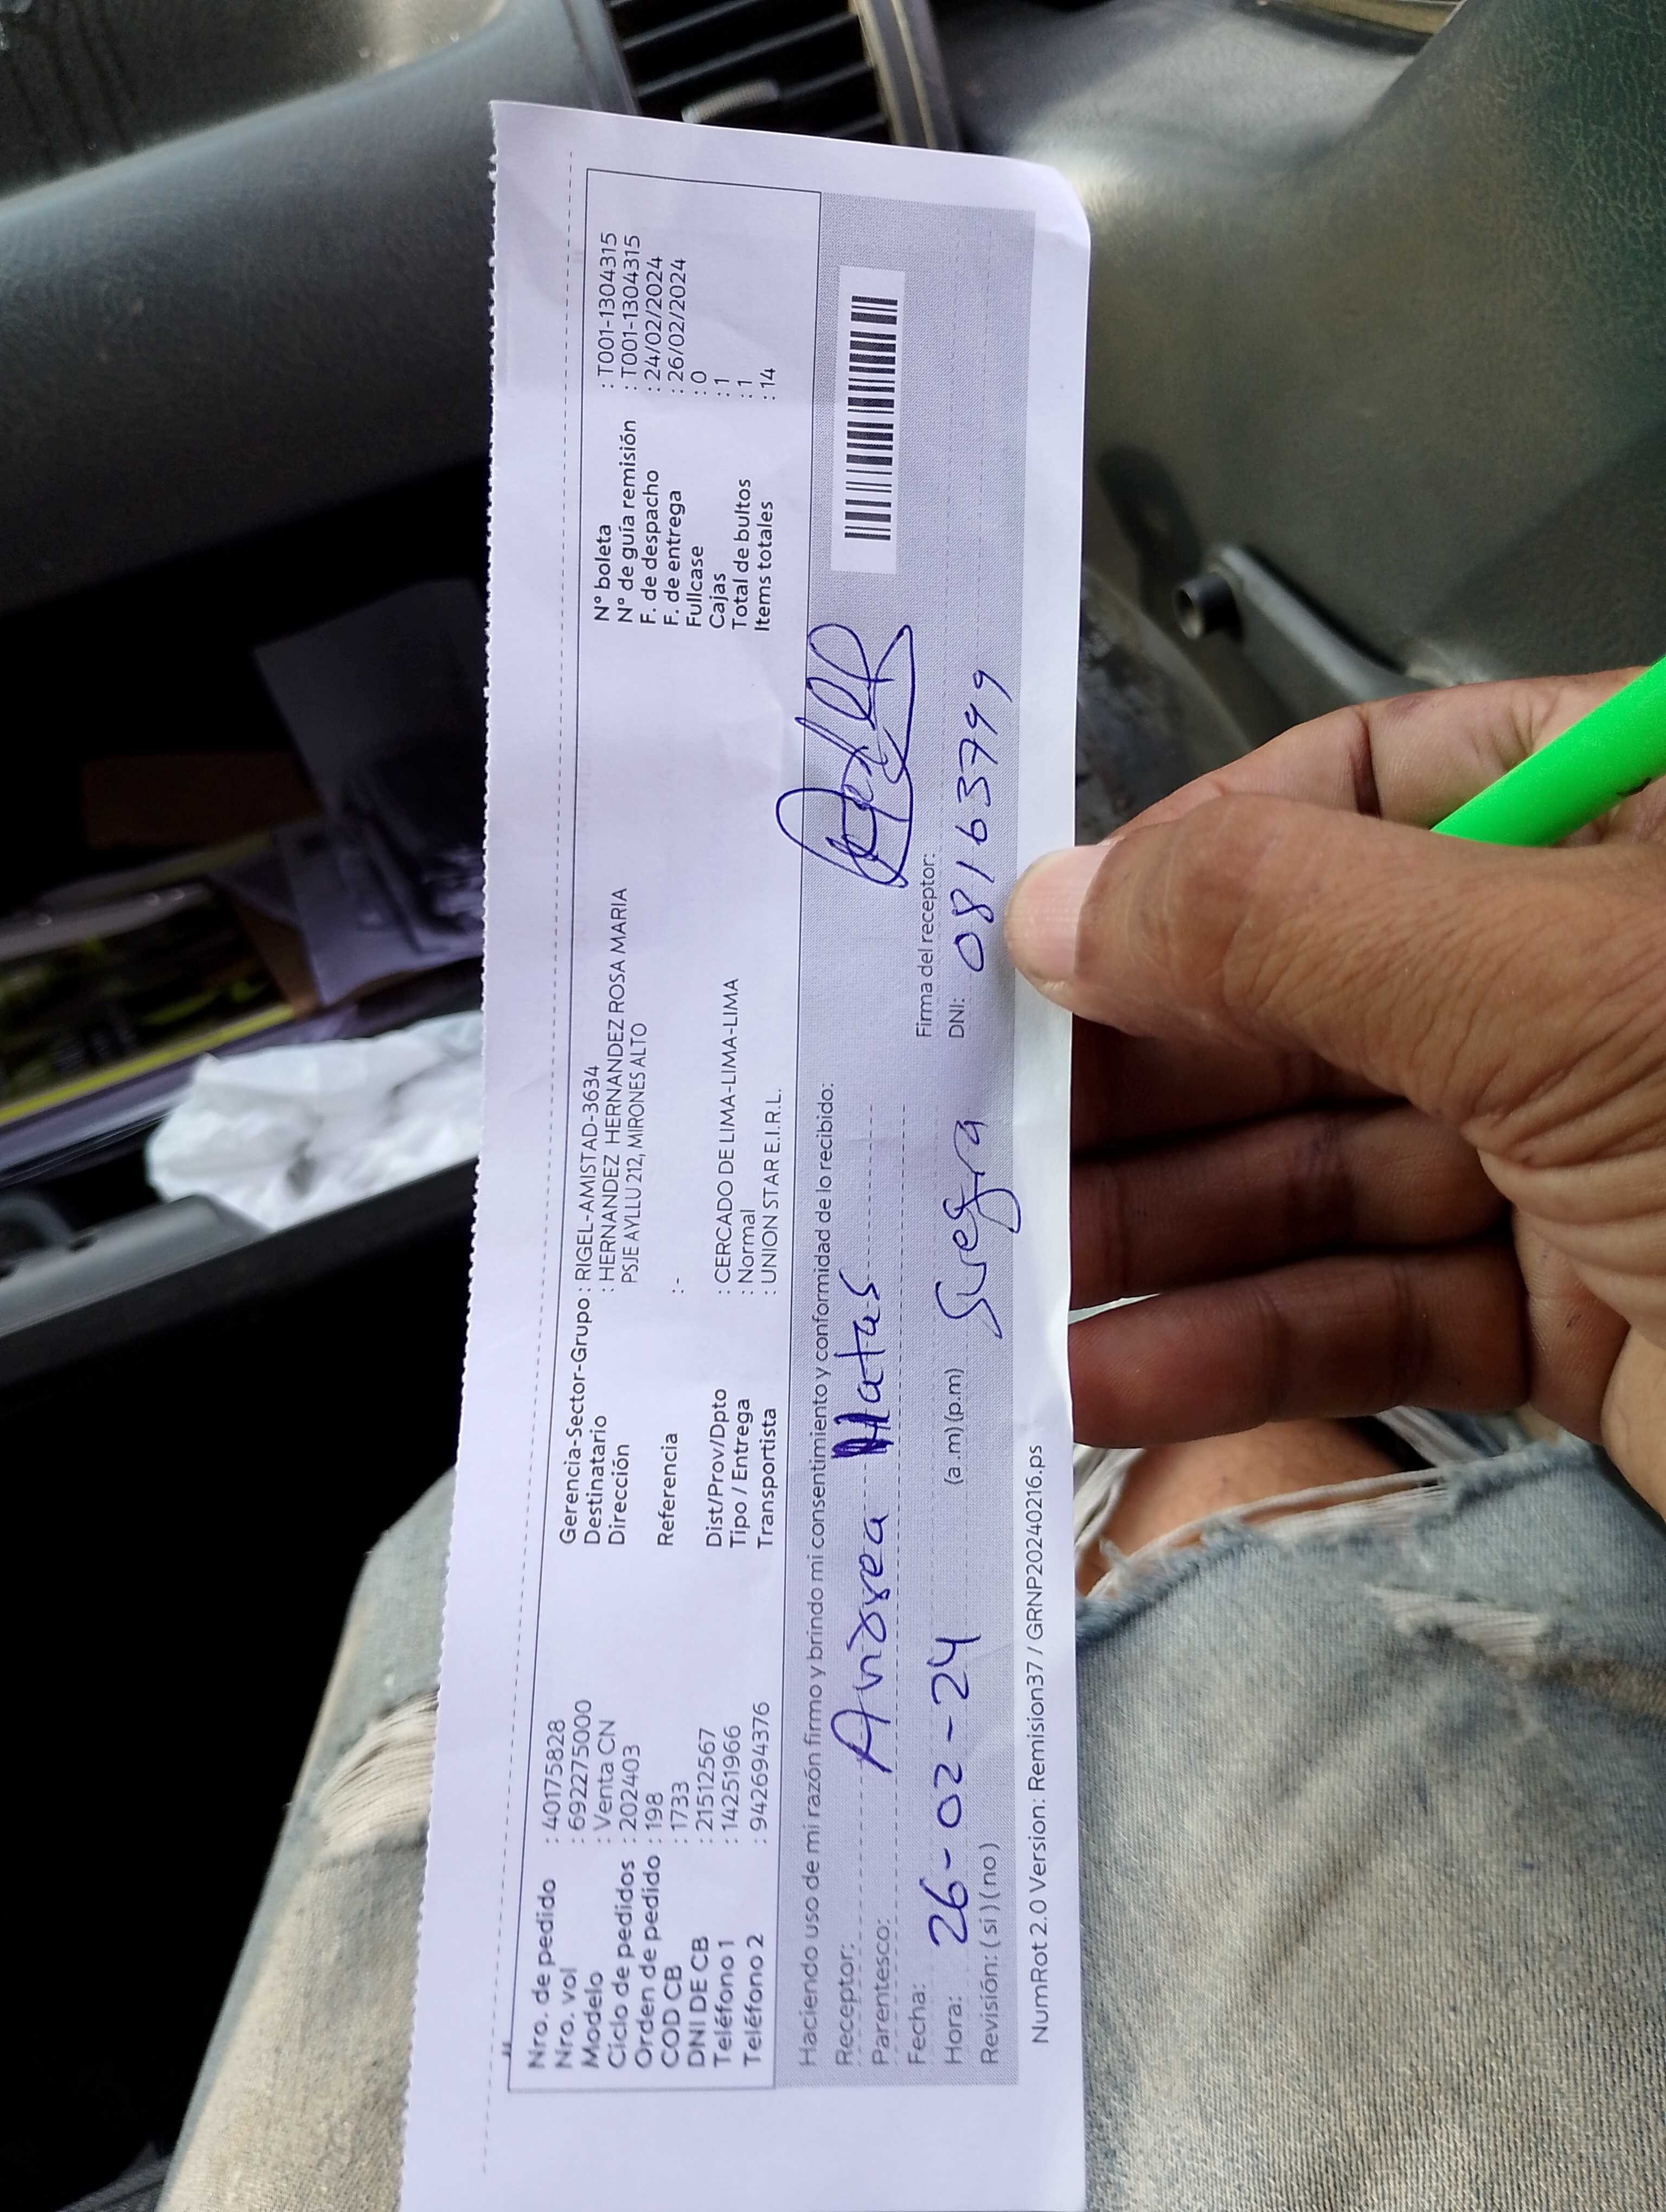 Nro. de pedido : 40175828
Nro. vol : 692275000
Modelo : Venta CN
Ciclo de pedidos : 202403
Orden de pedido : 198
COD CB : 1733
DNI DE CB : 21512567
Teléfono 1 : 14251966
Teléfono 2 : 942694376
Gerencia-Sector-Grupo : RIGEL-AMISTAD-3634
Destinatario : HERNANDEZ HERNANDEZ ROSA MARIA
Dirección PSJE AYLLU 212, MIRONES ALTO
Referencia : -
Dist/Prov/Dpto : CERCADO DE LIMA-LIMA-LIMA
Tipo / Entrega : Normal
Transportista : UNION STAR E.I.R.L.
N° boleta : T001-1304315
N° de guía remisión : T001-1304315
F. de despacho : 24/02/2024
F. de entrega : 26/02/2024
Fullcase : 0
Cajas : 1
Total de bultos : 1
Items totales : 14
Haciendo uso de mi razón firmo y brindo mi consentimiento y conformidad de lo recibido:
Receptor: Andrea Matas
Parentesco:
Fecha: 26-02-24
Hora: (a.m) (p.m) Suegra
Revisión: ( si ) ( no )
Firma del receptor:
DNI: 08163799
NumRot 2.0 Version: Remision37 / GRNP20240216.ps